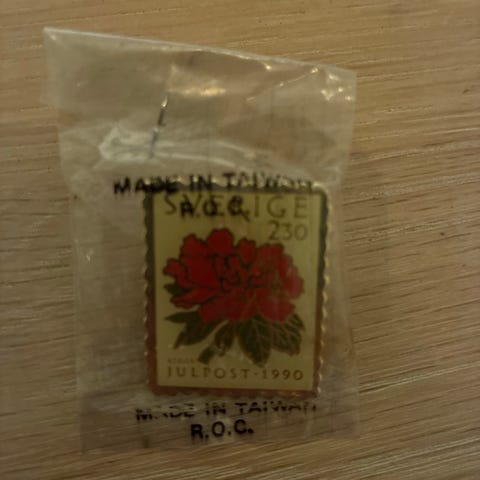 MADE IN TAIWAN
R.O.C.
SVERIGE
230
JULPOST·1990
MADE IN TAIWAN
R.O.C.